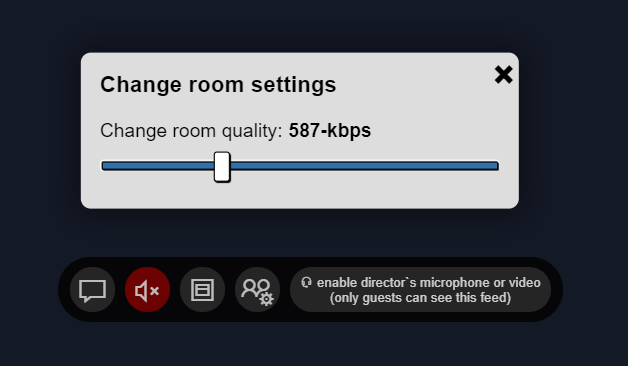 Change room settings
Change room quality: 587-kbps
enable director`s microphone or video
(only guests can see this feed)